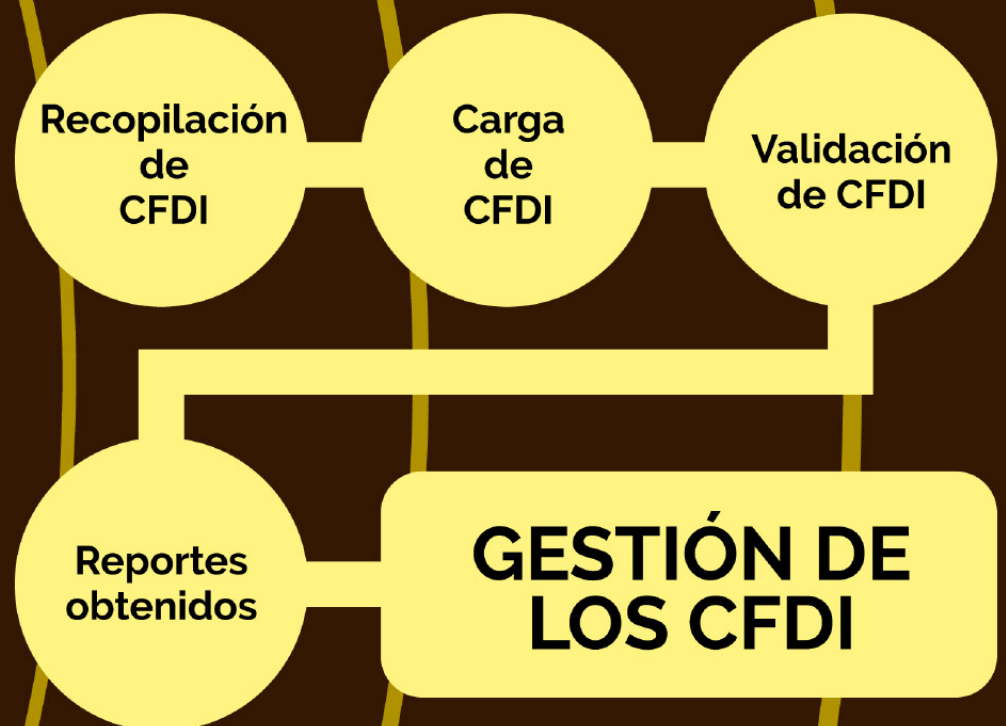 Recopilación
de
CFDI
Carga
de
CFDI
Validación
de CFDI
Reportes
obtenidos
GESTIÓN DE
LOS CFDI